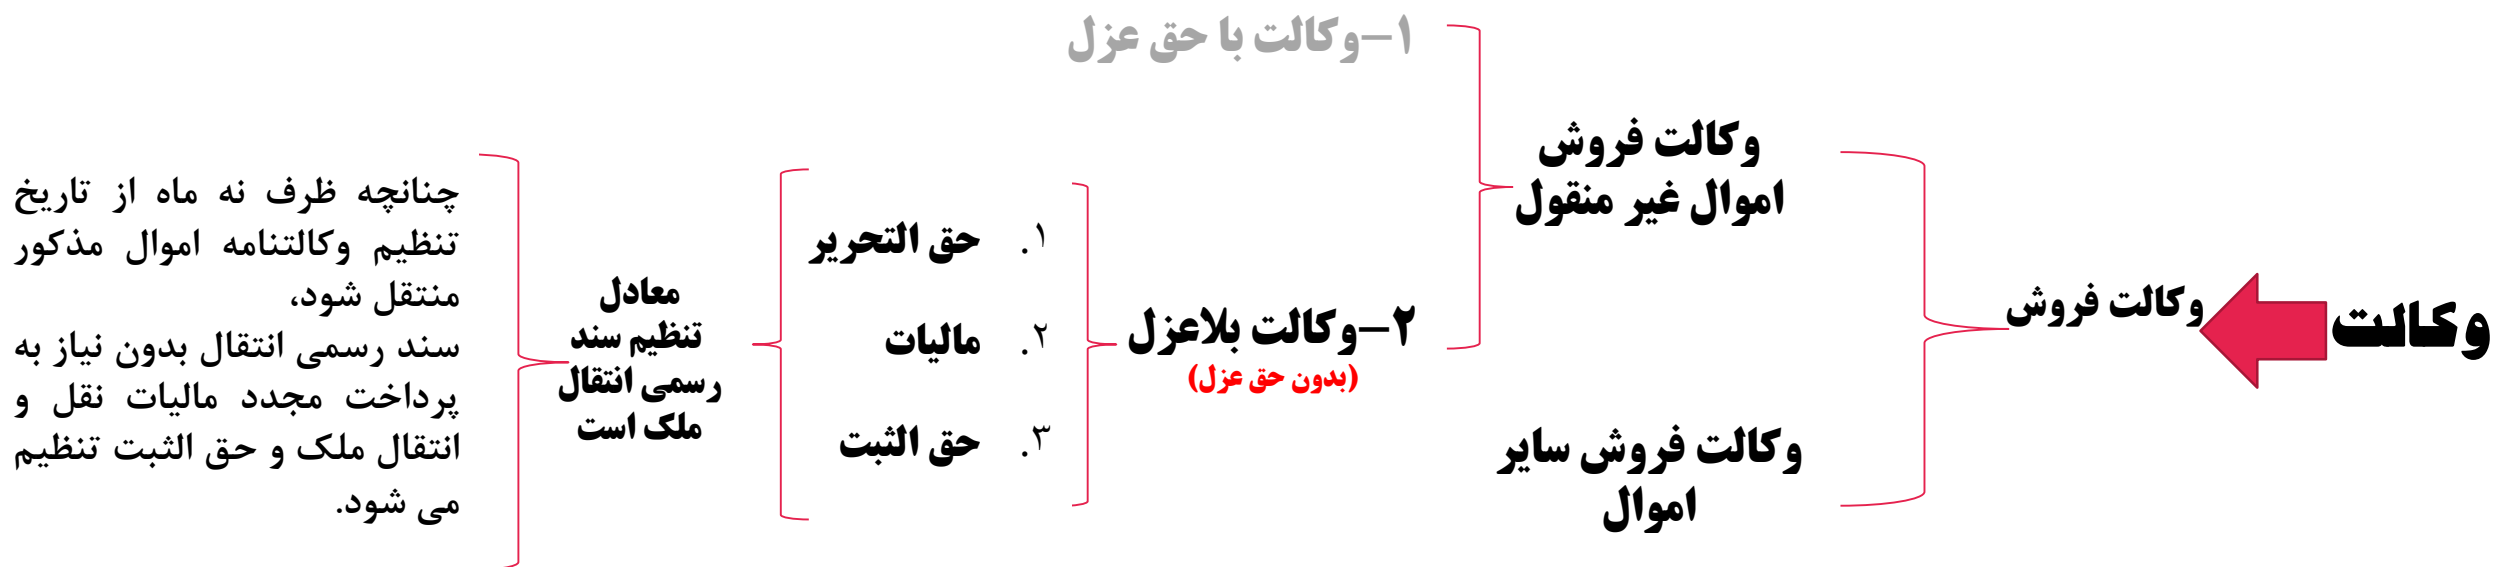 وکالت
وکالت فروش
وکالت فروش
اموال غیر منقول
وکالت فروش سایر
اموال
۱–وکالت با حق عزل
۲–وکالت بلاعزل
(بدون حق عزل)
۱. حق التحریر
۲. مالیات
۳. حق الثبت
معادل
تنظیم سند
رسمی انتقال
ملک است
چنانچه ظرف نه ماه از تاریخ
تنظیم وکالتنامه اموال مذکور
منتقل شود،
سند رسمی انتقال بدون نیاز به
پرداخت مجدد مالیات نقل و
انتقال ملک و حق الثبت تنظیم
می شود.